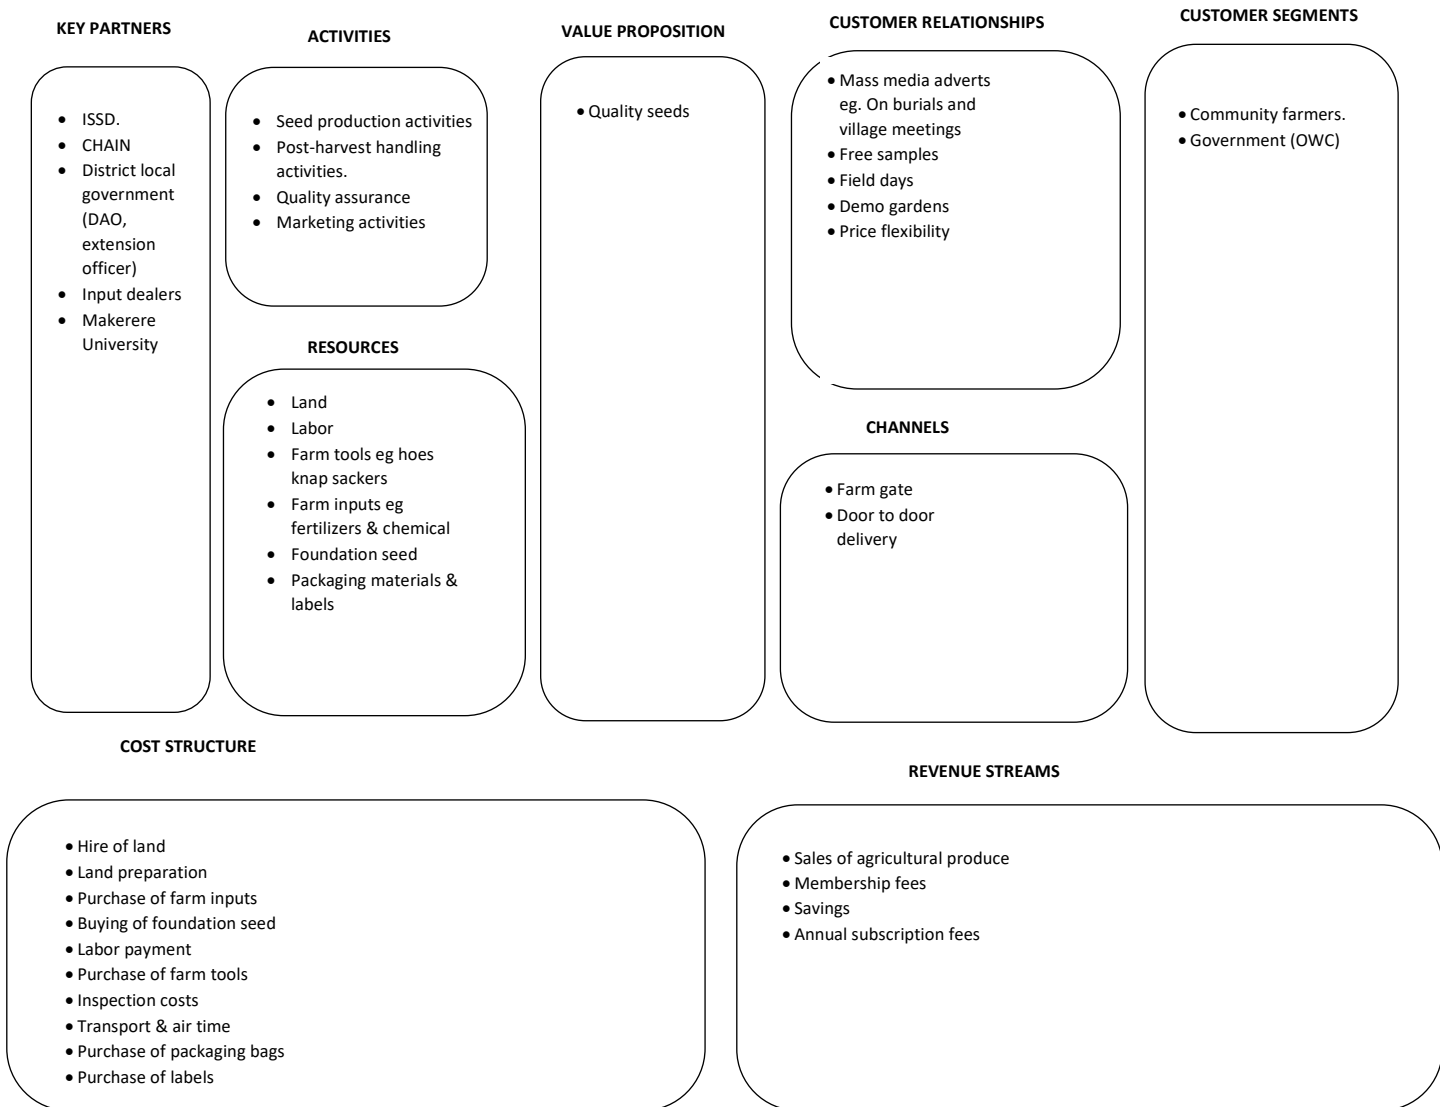 KEY PARTNERS
• ISSD.
• CHAIN
• District local
government
(DAO,
extension
officer)
• Input dealers
• Makerere
University
ACTIVITIES
• Seed production activities
• Post-harvest handling
activities.
• Quality assurance
• Marketing activities
RESOURCES
• Land
• Labor
• Farm tools eg hoes
knap sackers
• Farm inputs eg
fertilizers & chemical
• Foundation seed
• Packaging materials &
labels
VALUE PROPOSITION
• Quality seeds
CUSTOMER RELATIONSHIPS
• Mass media adverts
eg. On burials and
village meetings
• Free samples
• Field days
• Demo gardens
• Price flexibility
CHANNELS
• Farm gate
• Door to door
delivery
CUSTOMER SEGMENTS
• Community farmers.
• Government (OWC)
COST STRUCTURE
• Hire of land
• Land preparation
• Purchase of farm inputs
• Buying of foundation seed
• Labor payment
• Purchase of farm tools
• Inspection costs
• Transport & air time
• Purchase of packaging bags
• Purchase of labels
REVENUE STREAMS
• Sales of agricultural produce
• Membership fees
• Savings
• Annual subscription fees